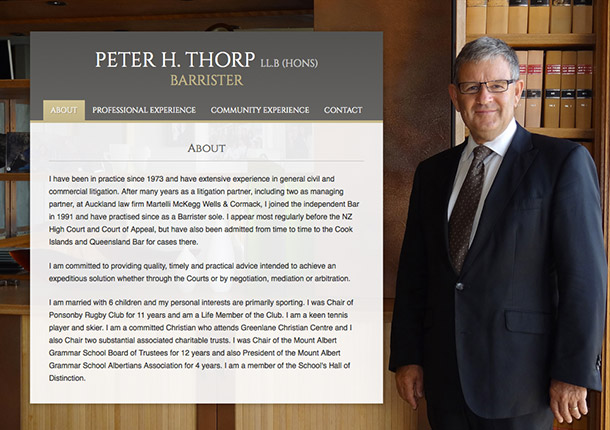 PETER H. THORP LL.B (HONS)
BARRISTER
ABOUT PROFESSIONAL EXPERIENCE COMMUNITY EXPERIENCE CONTACT
ABOUT
I have been in practice since 1973 and have extensive experience in general civil and
commercial litigation. After many years as a litigation partner, including two as managing
partner, at Auckland law firm Martelli McKegg Wells & Cormack, I joined the independent Bar
in 1991 and have practised since as a Barrister sole. I appear most regularly before the NZ
High Court and Court of Appeal, but have also been admitted from time to time to the Cook
Islands and Queensland Bar for cases there.
I am committed to providing quality, timely and practical advice intended to achieve an
expeditious solution whether through the Courts or by negotiation, mediation or arbitration.
I am married with 6 children and my personal interests are primarily sporting. I was Chair of
Ponsonby Rugby Club for 11 years and am a Life Member of the Club. I am a keen tennis
player and skier. I am a committed Christian who attends Greenlane Christian Centre and I
also Chair two substantial associated charitable trusts. I was Chair of the Mount Albert
Grammar School Board of Trustees for 12 years and also President of the Mount Albert
Grammar School Albertians Association for 4 years. I am a member of the School's Hall of
Distinction.